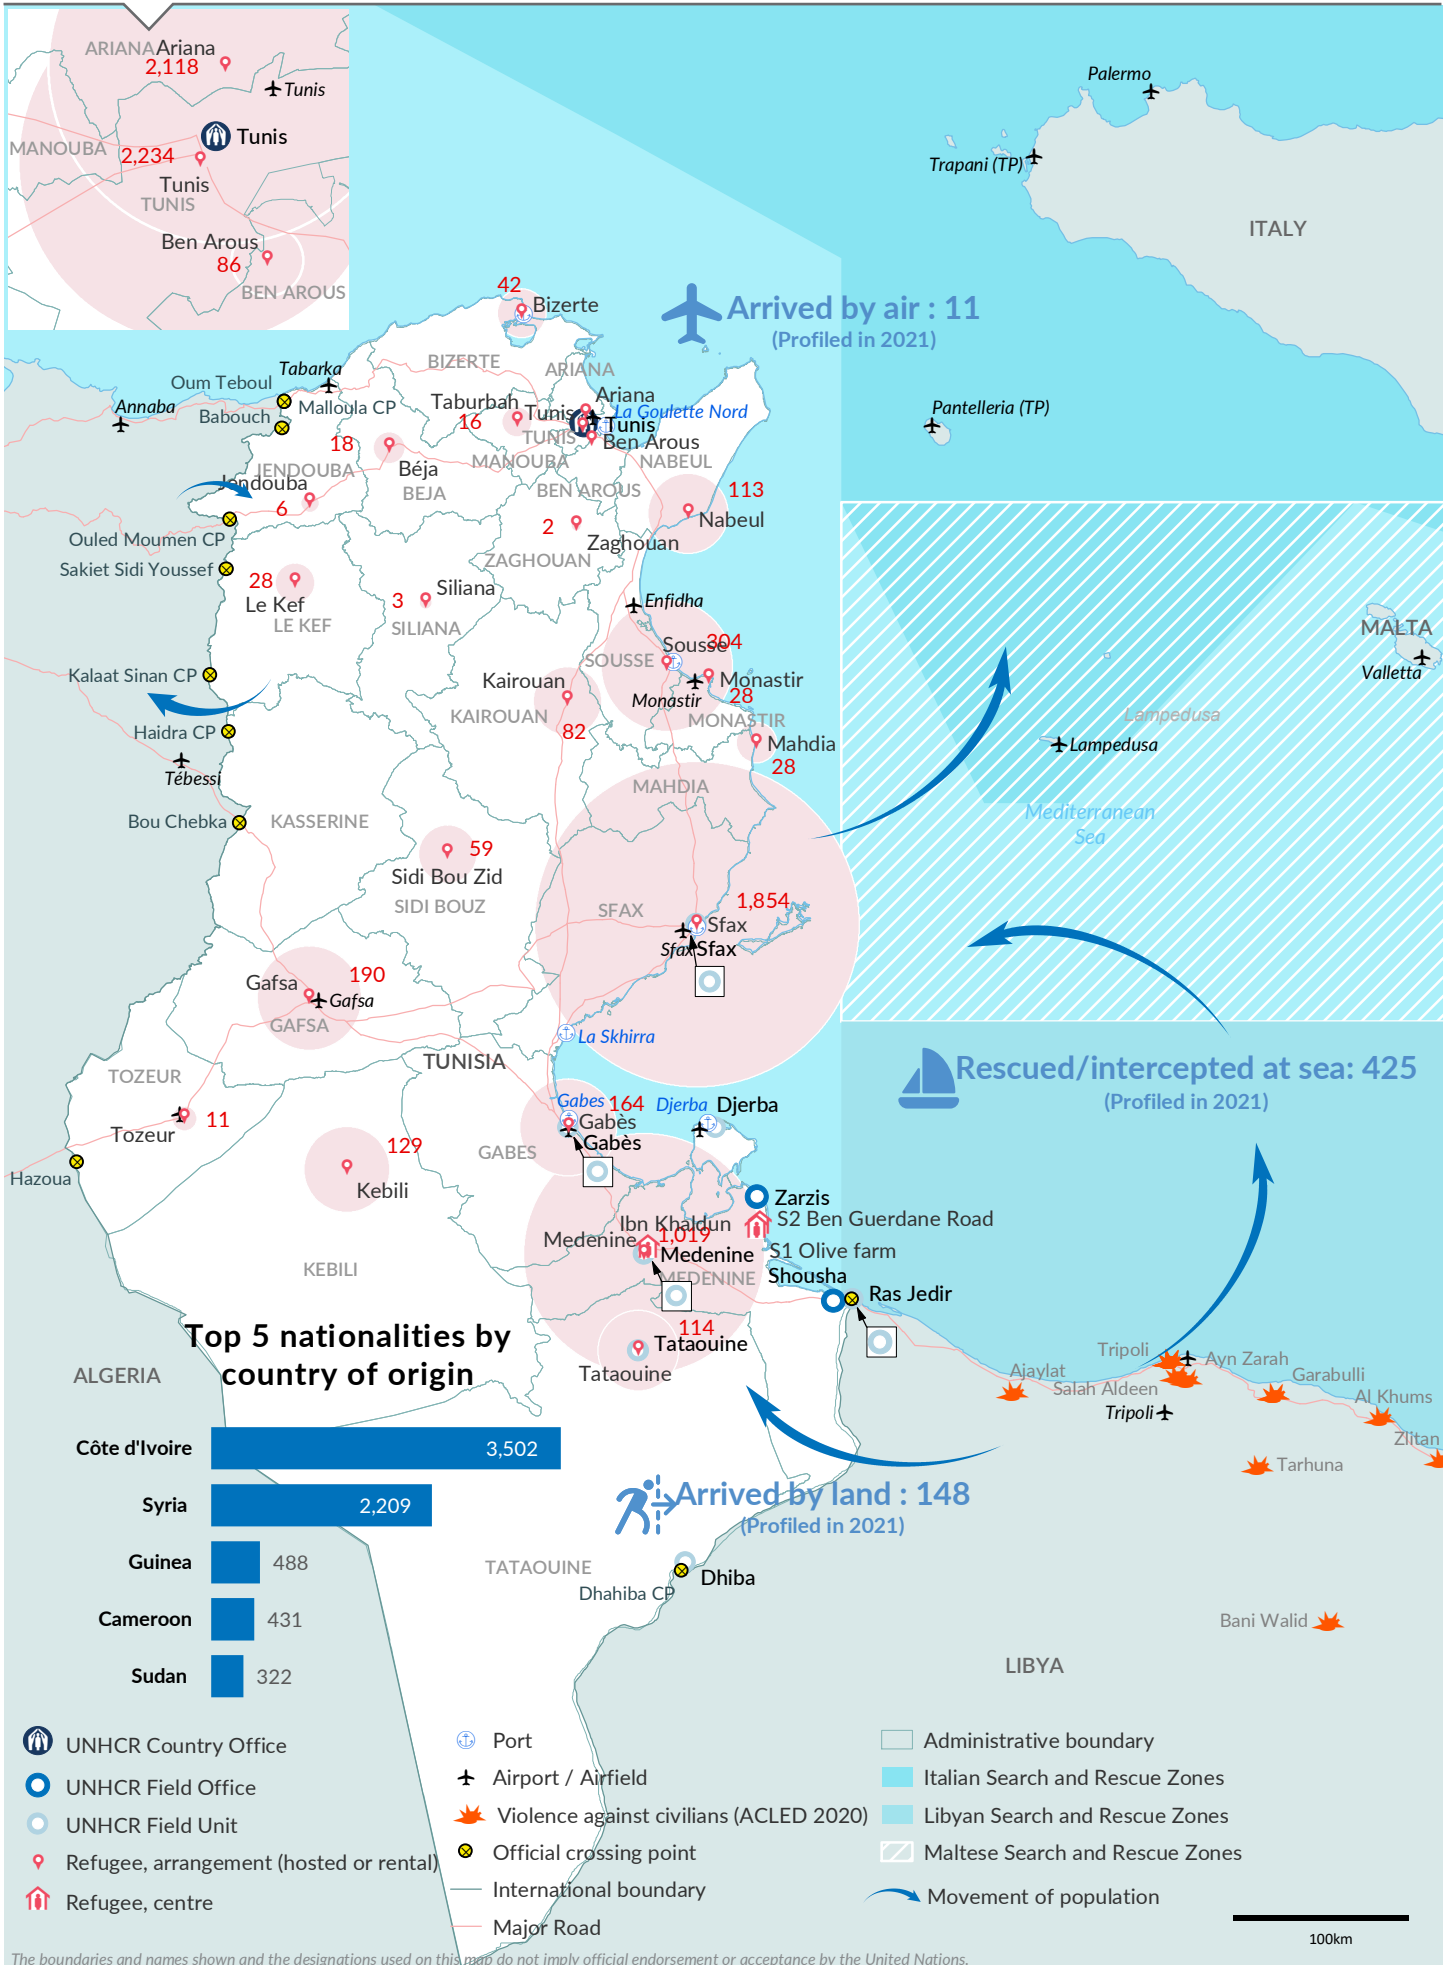 ARIANA
Ariana
2,118
Tunis
Tunis
MANOUBA
2,234
Tunis
TUNIS
Ben Arous
86
BEN AROUS
Palermo
Trapani (TP)
ITALY
42
Bizerte
Arrived by air : 11
(Profiled in 2021)
BIZERTE
ARIANA
Tabarka
Oum Teboul
Malloula CP
Annaba
Babouch
Taburbah
16
Ariana
Tunis
La Goulette Nord
Tunis
TUNIS
Ben Arous
Pantelleria (TP)
18
Béja
BEJA
MANOUBA
NABEUL
JENDOUBA
Jendouba
6
BEN AROUS
113
Nabeul
2
Zaghouan
ZAGHOUAN
Ouled Moumen CP
Sakiet Sidi Youssef
28
Le Kef
LE KEF
Siliana
3
SILIANA
Enfidha
304
Sousse
SOUSSE
MALTA
Valletta
Kalaat Sinan CP
Kairouan
KAIROUAN
82
Monastir
28
Monastir
MONASTIR
Lampedusa
Lampedusa
Haidra CP
Mahdia
28
Tébessi
MAHDIA
Mediterranean
Sea
Bou Chebka
KASSERINE
59
Sidi Bou Zid
SIDI BOUZ
SFAX
1,854
Sfax
Sfax
Sfax
Gafsa
190
Gafsa
GAFSA
La Skhirra
TUNISIA
Rescued/intercepted at sea: 425
(Profiled in 2021)
TOZEUR
Tozeur
11
Gabes
164
Gabès
Gabès
GABES
Djerba
Djerba
129
Kebili
Hazoua
Zarzis
S2 Ben Guerdane Road
Ibn Khaldun
Medenine
1,019
Medenine
MEDENINE
S1 Olive farm
Shousha
Ras Jedir
KEBILI
114
Tataouine
Tataouine
ALGERIA
Tripoli
Ayn Zarah
Ajaylat
Salah Aldeen
Garabulli
Tripoli
Al Khums
Zlitan
Tarhuna
Top 5 nationalities by
country of origin
Côte d'Ivoire
3,502
Syria
2,209
Guinea
488
Cameroon
431
Sudan
322
Arrived by land : 148
(Profiled in 2021)
TATAOUINE
Dhahiba CP
Dhiba
Bani Walid
LIBYA
UNHCR Country Office
UNHCR Field Office
UNHCR Field Unit
Refugee, arrangement (hosted or rental)
Refugee, centre
Port
Airport / Airfield
Violence against civilians (ACLED 2020)
Official crossing point
International boundary
Major Road
Administrative boundary
Italian Search and Rescue Zones
Libyan Search and Rescue Zones
Maltese Search and Rescue Zones
Movement of population
100km
The boundaries and names shown and the designations used on this map do not imply official endorsement or acceptance by the United Nations.